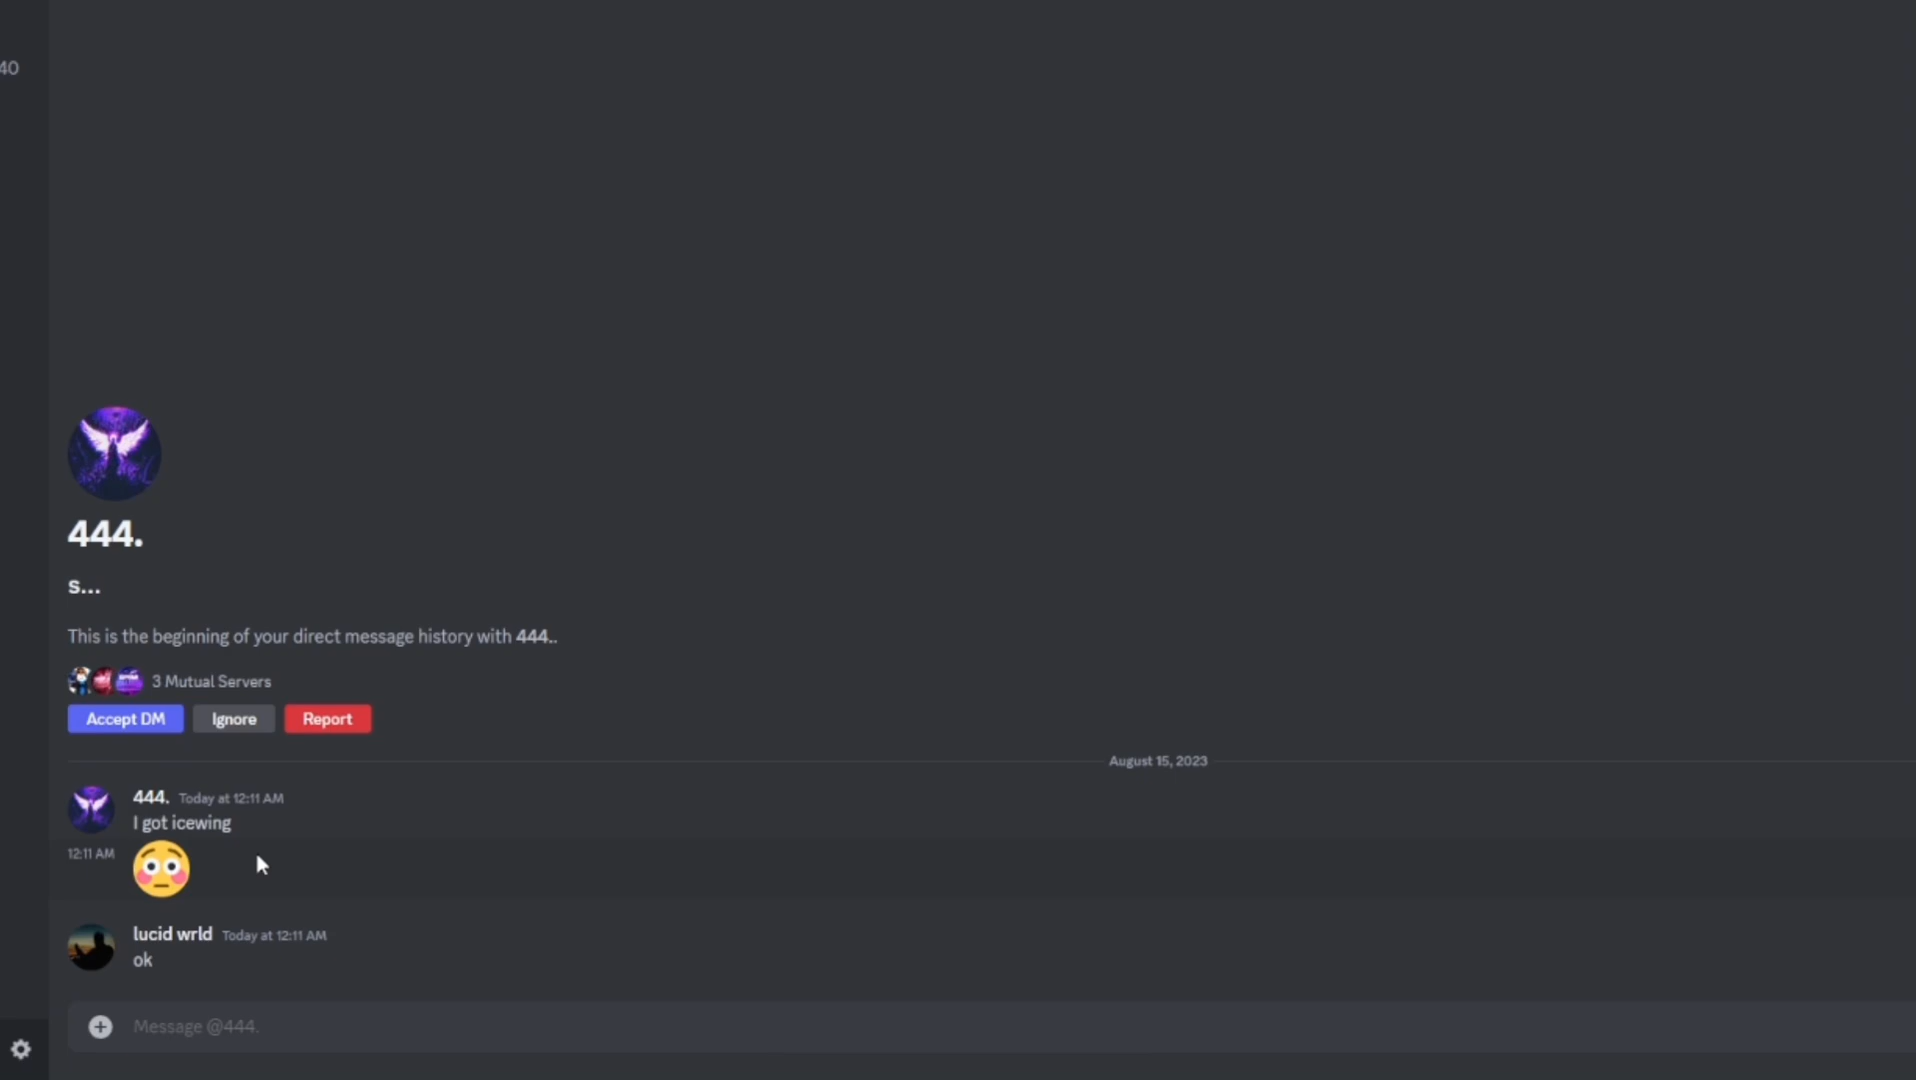 40
444.
s...
This is the beginning of your direct message history with 444..
3 Mutual Servers
Accept DM Ignore Report
August 15, 2023
444. Today at 12:11 AM
I got icewing
12:11 AM 😳
lucid wrld Today at 12:11 AM
ok
Message @444.